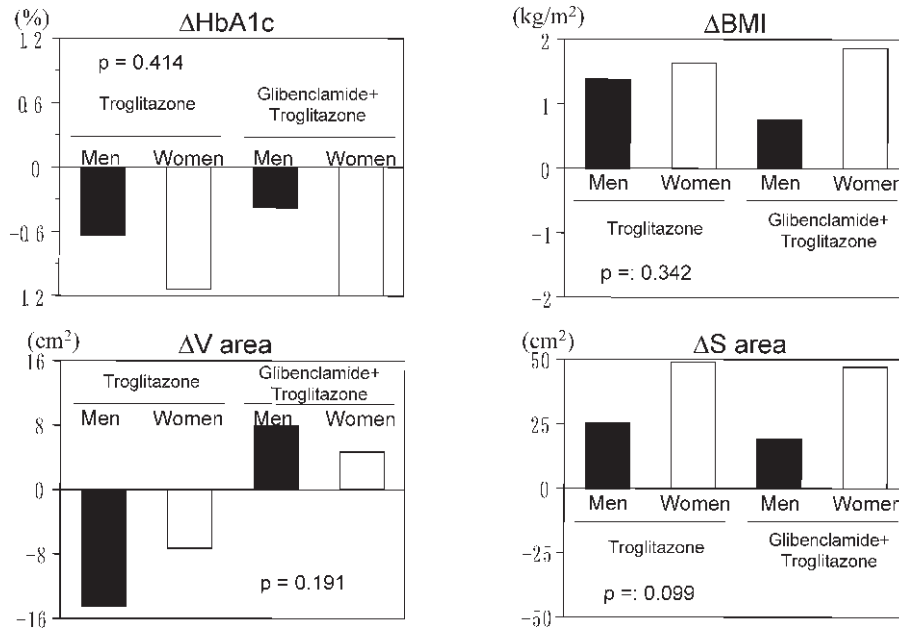 (%)
ΔHbA1c
1.2
p = 0.414
0.6
Troglitazone
Glibenclamide+
Troglitazone
Men
Women
Men
Women
0
-0.6
1.2
(kg/m²)
ΔBMI
2
1
0
Men
Women
Men
Women
Troglitazone
Glibenclamide+
Troglitazone
-1
p =: 0.342
-2
(cm²)
ΔV area
16
Troglitazone
Glibenclamide+
Troglitazone
Men
Women
Men
Women
8
0
-8
p = 0.191
-16
(cm²)
ΔS area
50
25
0
Men
Women
Men
Women
Troglitazone
Glibenclamide+
Troglitazone
-25
p =: 0.099
-50